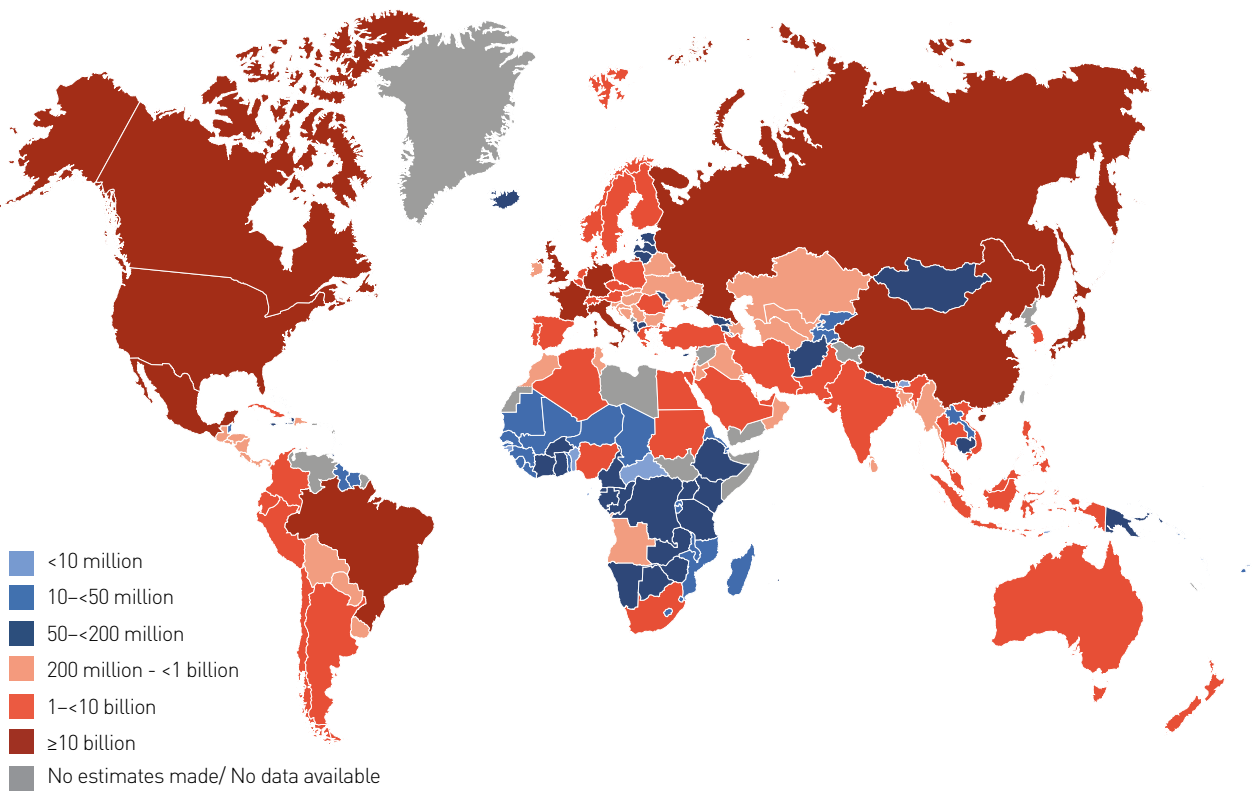 <10 million
10–<50 million
50–<200 million
200 million - <1 billion
1–<10 billion
≥10 billion
No estimates made/ No data available